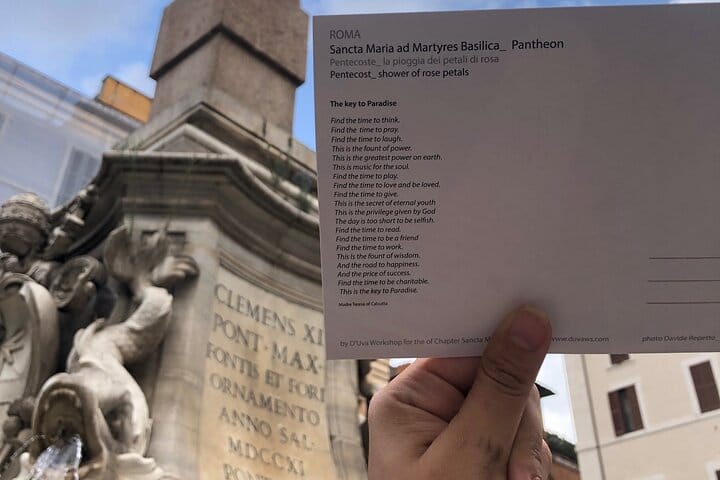 ROMA
Sancta Maria ad Martyres Basilica_ Pantheon
Pentecoste_ la pioggia dei petali di rosa
Pentecost_ shower of rose petals
The key to Paradise
Find the time to think.
Find the time to pray.
Find the time to laugh.
This is the fount of power.
This is the greatest power on earth.
This is music for the soul.
Find the time to play.
Find the time to love and be loved.
Find the time to give.
This is the secret of eternal youth
This is the privilege given by God
The day is too short to be selfish.
Find the time to read.
Find the time to be a friend
Find the time to work.
This is the fount of wisdom.
And the road to happiness.
And the price of success.
Find the time to be charitable.
This is the key to Paradise.
Madre Teresa of Calcutta
by D'Uva Workshop for the of Chapter Sancta M www.duvaws.com photo Davide Repetto_
CLEMENS XI
PONT·MAX·
FONTIS ET FORI
ORNAMENTO
ANNO SAL·
MDCCXI
PONT